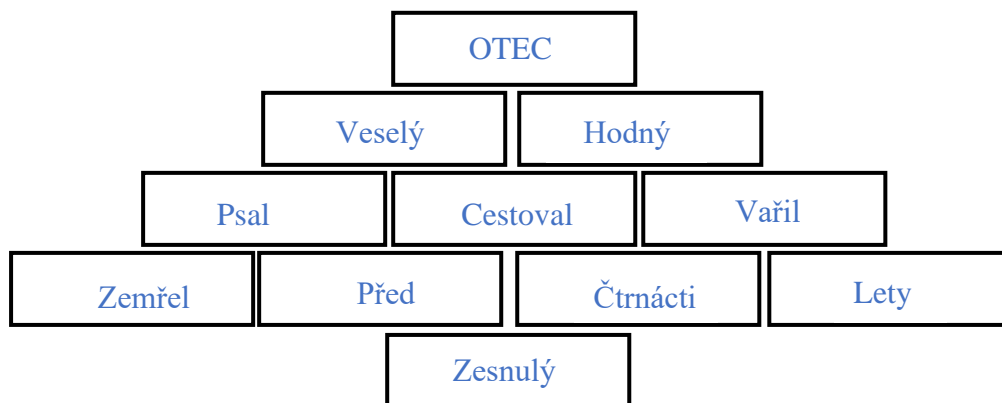 OTEC
Veselý Hodný
Psal Cestoval Vařil
Zemřel Před Čtrnácti Lety
Zesnulý